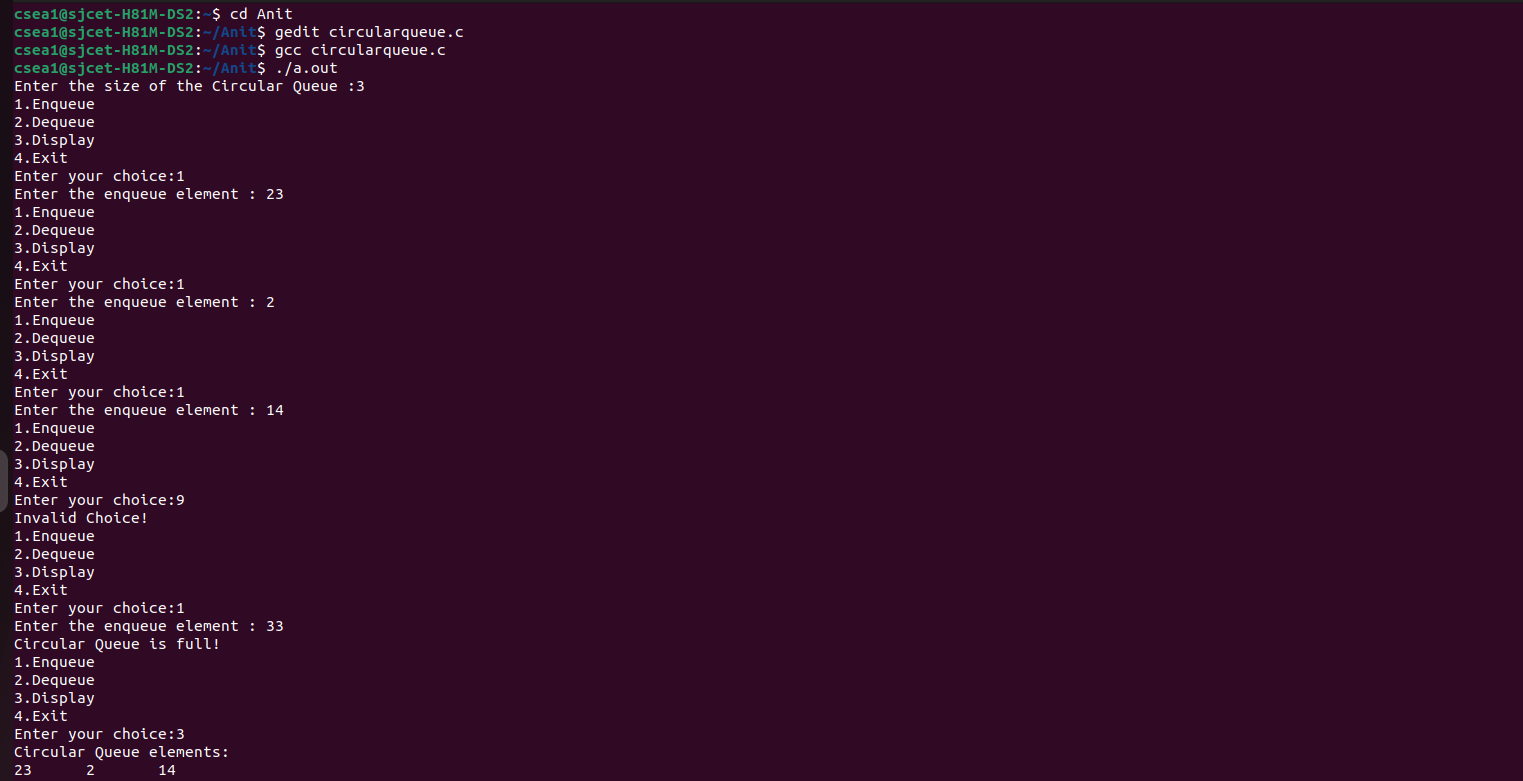 csea1@sjcet-H81M-DS2:~$ cd Anit
csea1@sjcet-H81M-DS2:~/Anit$ gedit circularqueue.c
csea1@sjcet-H81M-DS2:~/Anit$ gcc circularqueue.c
csea1@sjcet-H81M-DS2:~/Anit$ ./a.out
Enter the size of the Circular Queue :3
1.Enqueue
2.Dequeue
3.Display
4.Exit
Enter your choice:1
Enter the enqueue element : 23
1.Enqueue
2.Dequeue
3.Display
4.Exit
Enter your choice:1
Enter the enqueue element : 2
1.Enqueue
2.Dequeue
3.Display
4.Exit
Enter your choice:1
Enter the enqueue element : 14
1.Enqueue
2.Dequeue
3.Display
4.Exit
Enter your choice:9
Invalid Choice!
1.Enqueue
2.Dequeue
3.Display
4.Exit
Enter your choice:1
Enter the enqueue element : 33
Circular Queue is full!
1.Enqueue
2.Dequeue
3.Display
4.Exit
Enter your choice:3
Circular Queue elements:
23      2       14